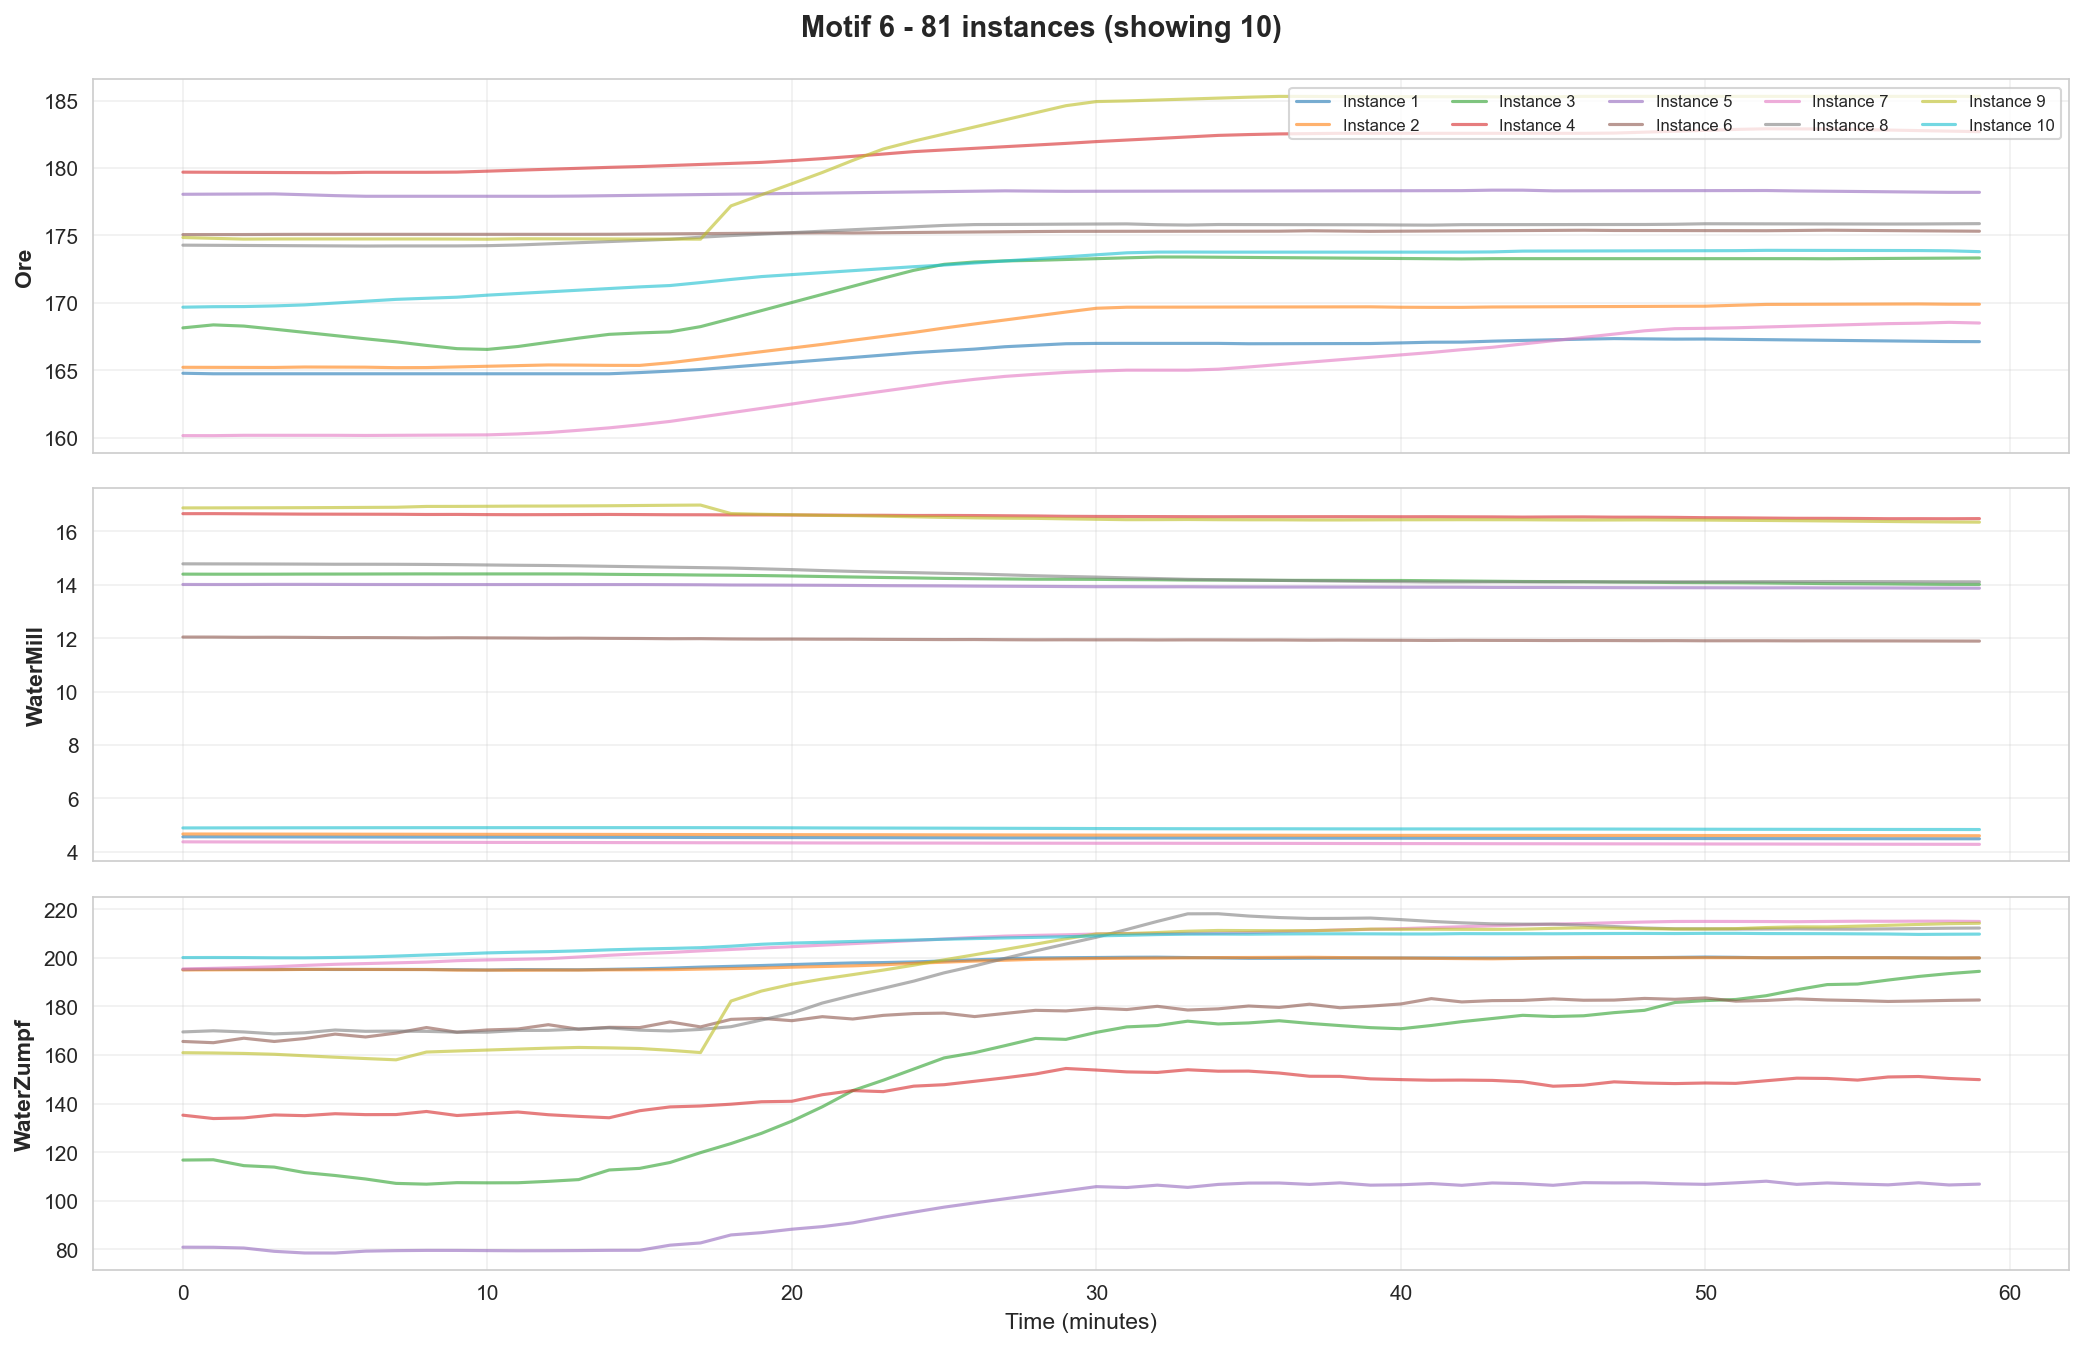 Motif 6 - 81 instances (showing 10)
Instance 1 Instance 3 Instance 5 Instance 7 Instance 9
Instance 2 Instance 4 Instance 6 Instance 8 Instance 10
Ore
185
180
175
170
165
160
WaterMill
16
14
12
10
8
6
4
WaterZumpf
220
200
180
160
140
120
100
80
0 10 20 30 40 50 60
Time (minutes)